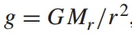 g = GM_r/r^2,